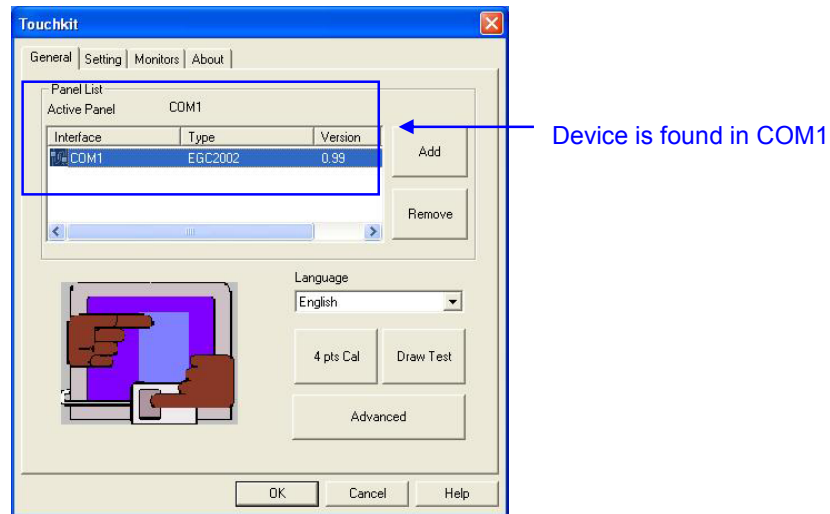 Touchkit
General Setting Monitors About
Panel List
Active Panel COM1
Interface Type Version
COM1 EGC2002 0.99
Add
Remove
Device is found in COM1
Language
English
4 pts Cal Draw Test
Advanced
OK Cancel Help